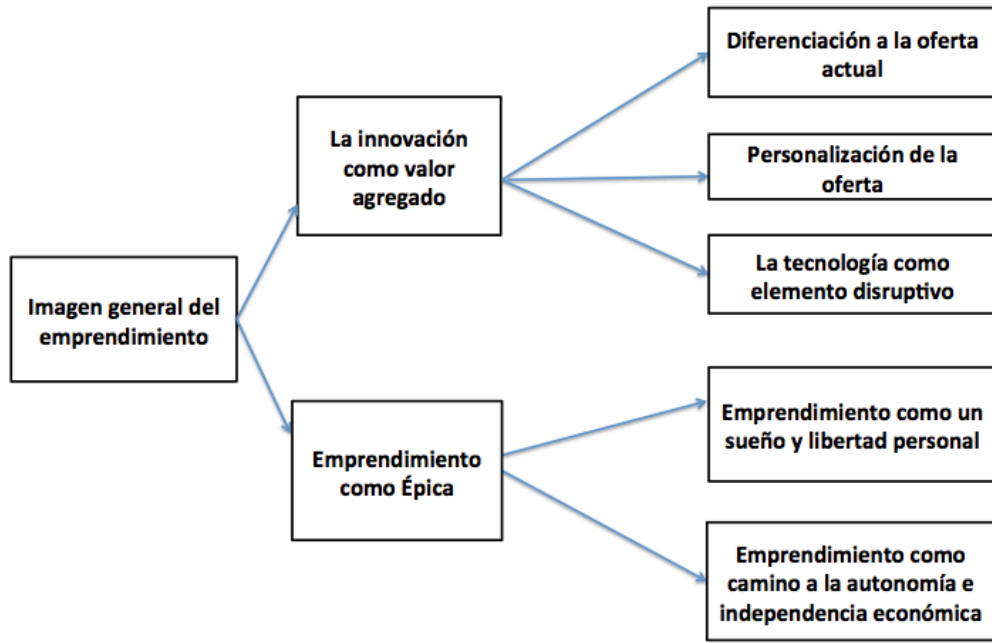 Diferenciación a la oferta
actual
La innovación
como valor
agregado
Personalización de la
oferta
La tecnología como
elemento disruptivo
Imagen general del
emprendimiento
Emprendimiento como un
sueño y libertad personal
Emprendimiento
como Épica
Emprendimiento como
camino a la autonomía e
independencia económica